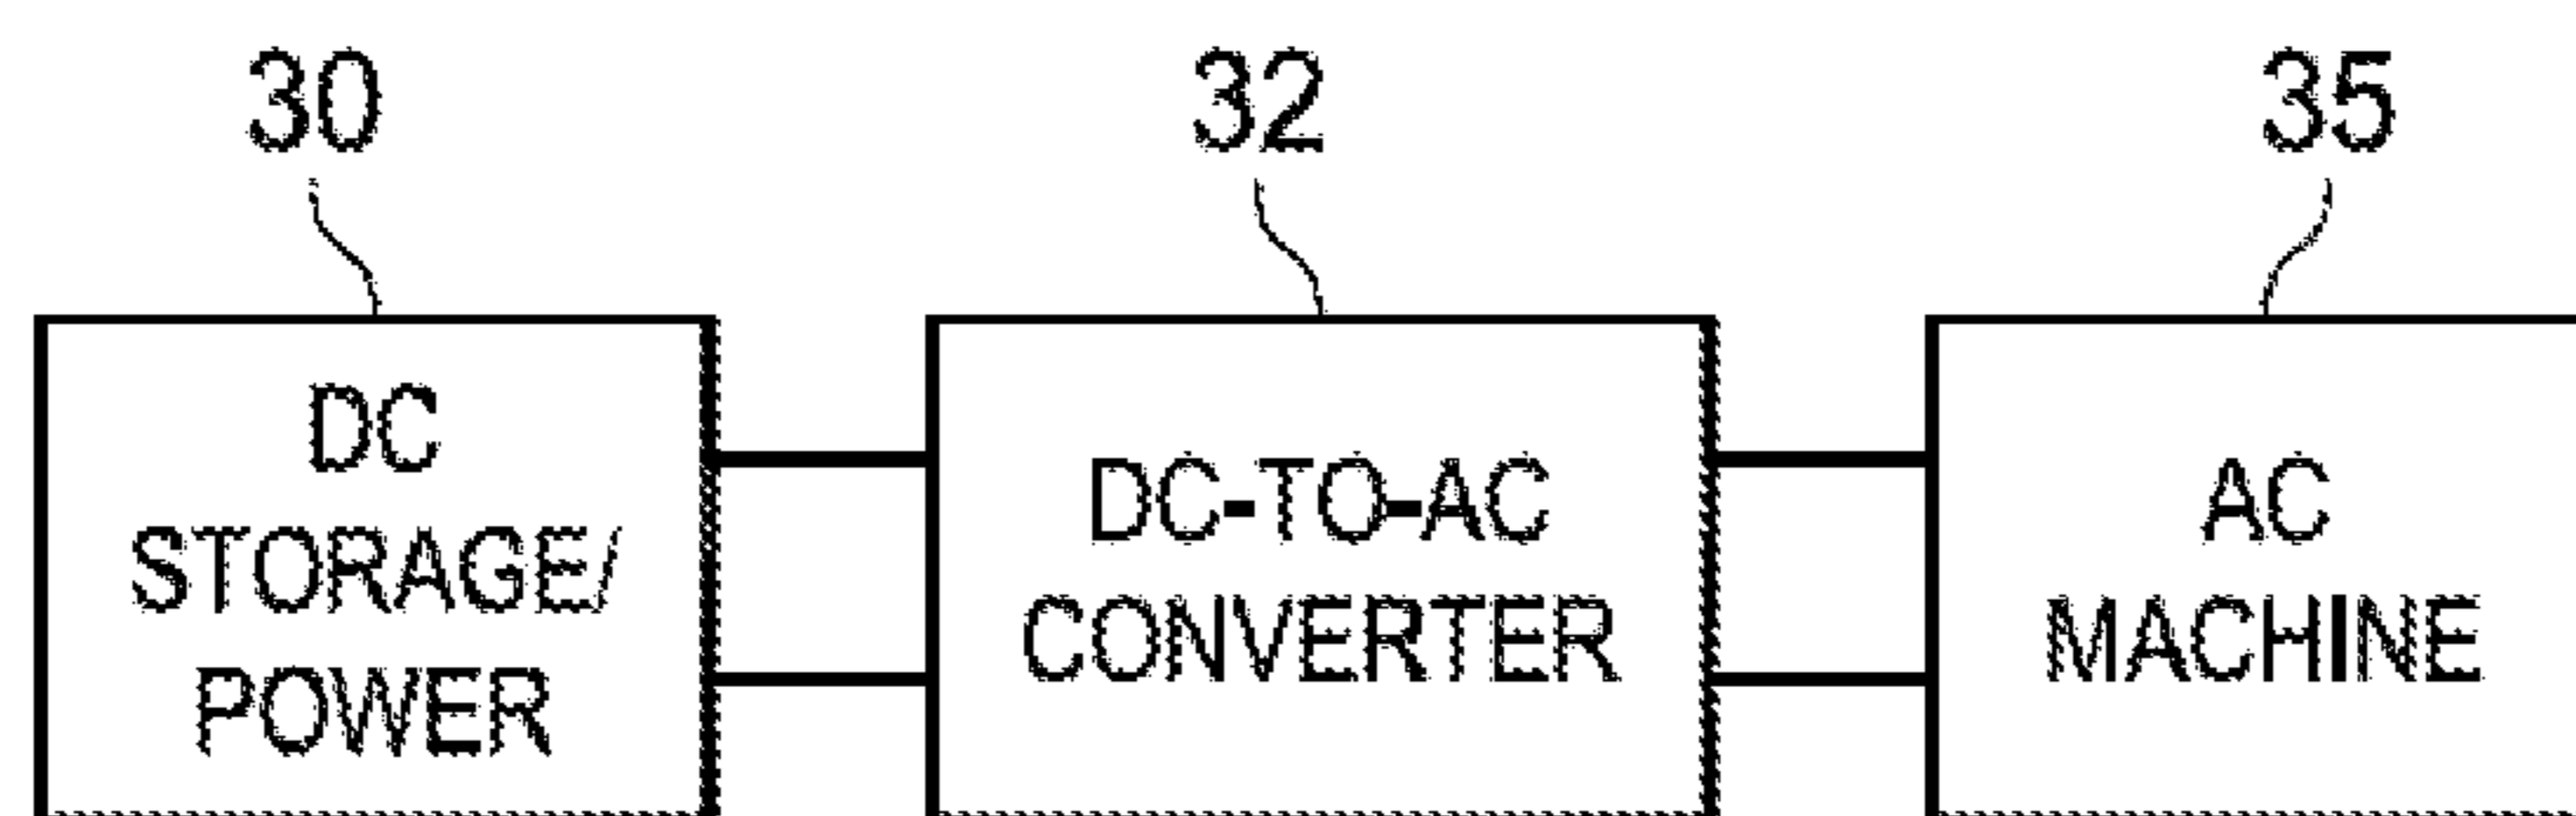 30
32
35
DC
STORAGE/
POWER
DC-TO-AC
CONVERTER
AC
MACHINE